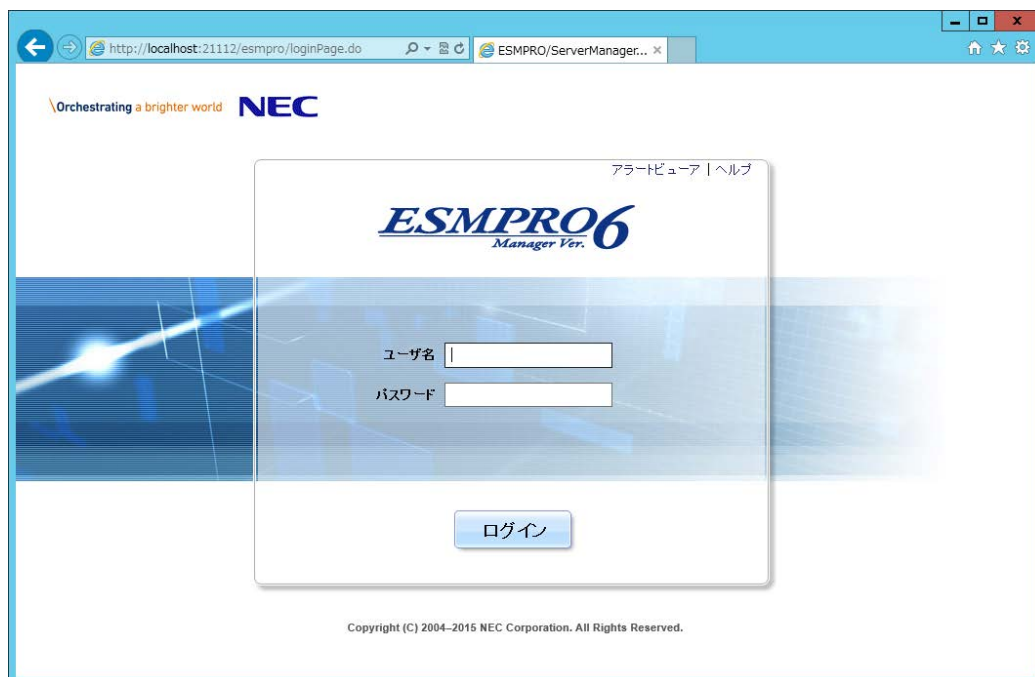 http://localhost:21112/esmpro/loginPage.do
ESMPRO/ServerManager...
\Orchestrating a brighter world NEC
アラートビューア | ヘルプ
ESMPRO6
Manager Ver.
ユーザ名
パスワード
ログイン
Copyright (C) 2004–2015 NEC Corporation. All Rights Reserved.